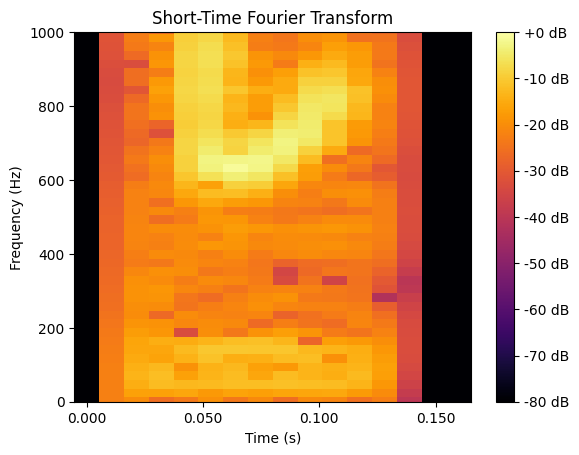 Short-Time Fourier Transform
1000
800
600
400
200
0
Frequency (Hz)
0.000
0.050
0.100
0.150
Time (s)
+0 dB
-10 dB
-20 dB
-30 dB
-40 dB
-50 dB
-60 dB
-70 dB
-80 dB